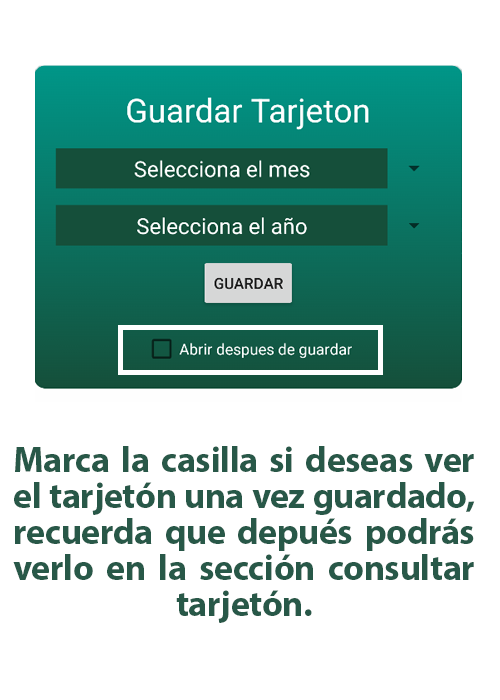 Guardar Tarjeton
Selecciona el mes
Selecciona el año
GUARDAR
Abrir despues de guardar
Marca la casilla si deseas ver
el tarjetón una vez guardado,
recuerda que depués podrás
verlo en la sección consultar
tarjetón.